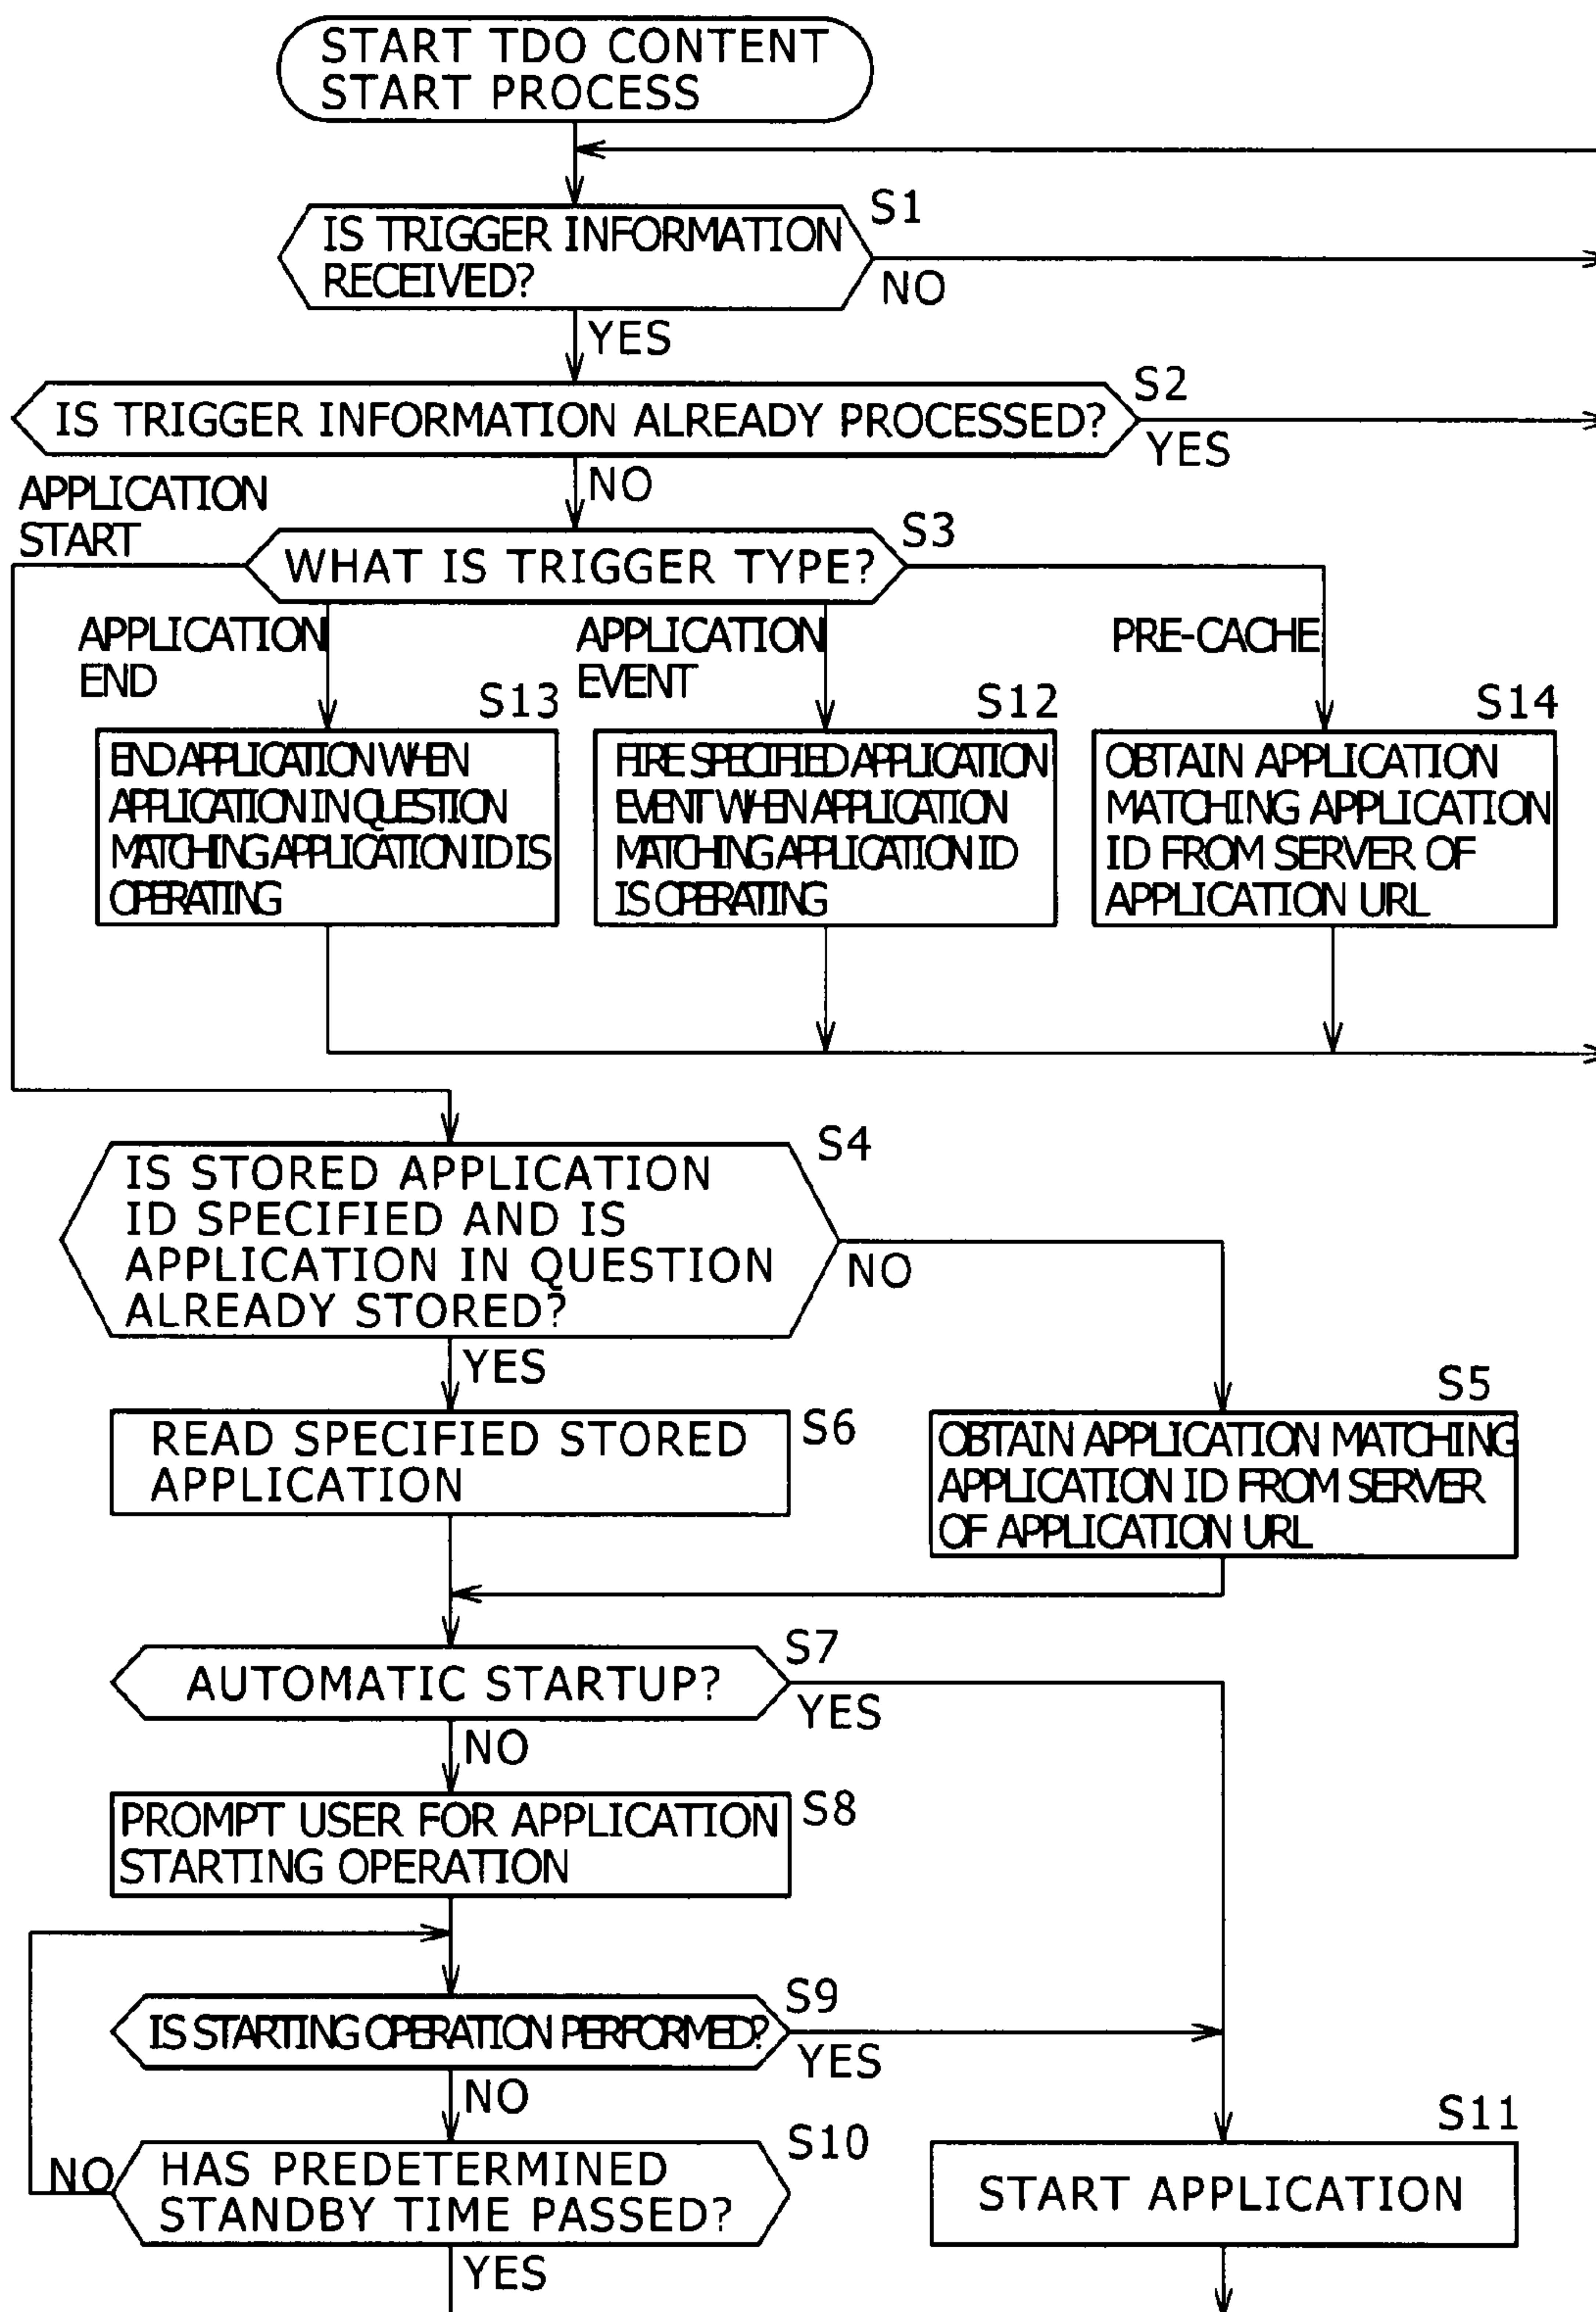 START TDO CONTENT
START PROCESS
S1
IS TRIGGER INFORMATION
RECEIVED?
NO
YES
S2
IS TRIGGER INFORMATION ALREADY PROCESSED?
YES
NO
APPLICATION
START
S3
WHAT IS TRIGGER TYPE?
APPLICATION
END
APPLICATION
EVENT
PRE-CACHE
S13
END APPLICATION WHEN
APPLICATION IN QUESTION
MATCHING APPLICATION ID IS
OPERATING
S12
FIRE SPECIFIED APPLICATION
EVENT WHEN APPLICATION
MATCHING APPLICATION ID
IS OPERATING
S14
OBTAIN APPLICATION
MATCHING APPLICATION
ID FROM SERVER OF
APPLICATION URL
S4
IS STORED APPLICATION
ID SPECIFIED AND IS
APPLICATION IN QUESTION
ALREADY STORED?
NO
YES
S6
READ SPECIFIED STORED
APPLICATION
S5
OBTAIN APPLICATION MATCHING
APPLICATION ID FROM SERVER
OF APPLICATION URL
S7
AUTOMATIC STARTUP?
YES
NO
S8
PROMPT USER FOR APPLICATION
STARTING OPERATION
S9
IS STARTING OPERATION PERFORMED?
YES
NO
S10
NO
HAS PREDETERMINED
STANDBY TIME PASSED?
YES
S11
START APPLICATION